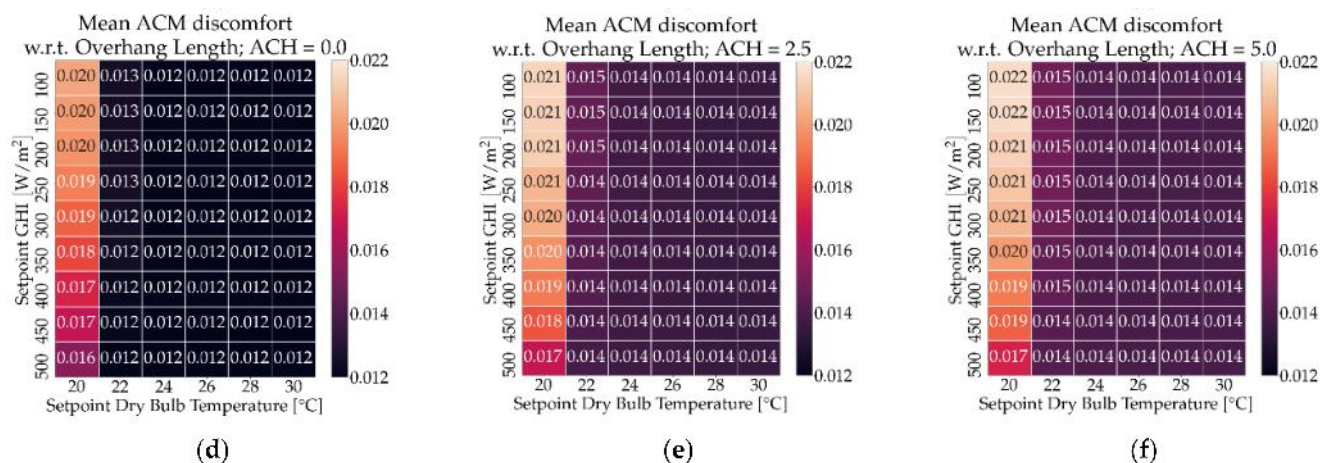 Mean ACM discomfort
w.r.t. Overhang Length; ACH = 0.0
Setpoint GHI [W/m²]
100 0.020 0.013 0.012 0.012 0.012 0.012
150 0.020 0.013 0.012 0.012 0.012 0.012
200 0.020 0.013 0.012 0.012 0.012 0.012
250 0.019 0.013 0.012 0.012 0.012 0.012
300 0.019 0.012 0.012 0.012 0.012 0.012
350 0.018 0.012 0.012 0.012 0.012 0.012
400 0.017 0.012 0.012 0.012 0.012 0.012
450 0.017 0.012 0.012 0.012 0.012 0.012
500 0.016 0.012 0.012 0.012 0.012 0.012
20 22 24 26 28 30
Setpoint Dry Bulb Temperature [°C]
0.022
0.020
0.018
0.016
0.014
0.012
(d)
Mean ACM discomfort
w.r.t. Overhang Length; ACH = 2.5
Setpoint GHI [W/m²]
100 0.021 0.015 0.014 0.014 0.014 0.014
150 0.021 0.015 0.014 0.014 0.014 0.014
200 0.021 0.015 0.014 0.014 0.014 0.014
250 0.021 0.014 0.014 0.014 0.014 0.014
300 0.020 0.014 0.014 0.014 0.014 0.014
350 0.020 0.014 0.014 0.014 0.014 0.014
400 0.019 0.014 0.014 0.014 0.014 0.014
450 0.018 0.014 0.014 0.014 0.014 0.014
500 0.017 0.014 0.014 0.014 0.014 0.014
20 22 24 26 28 30
Setpoint Dry Bulb Temperature [°C]
0.022
0.020
0.018
0.016
0.014
0.012
(e)
Mean ACM discomfort
w.r.t. Overhang Length; ACH = 5.0
Setpoint GHI [W/m²]
100 0.022 0.015 0.014 0.014 0.014 0.014
150 0.022 0.015 0.014 0.014 0.014 0.014
200 0.021 0.015 0.014 0.014 0.014 0.014
250 0.021 0.015 0.014 0.014 0.014 0.014
300 0.021 0.015 0.014 0.014 0.014 0.014
350 0.020 0.015 0.014 0.014 0.014 0.014
400 0.019 0.015 0.014 0.014 0.014 0.014
450 0.019 0.014 0.014 0.014 0.014 0.014
500 0.017 0.014 0.014 0.014 0.014 0.014
20 22 24 26 28 30
Setpoint Dry Bulb Temperature [°C]
0.022
0.020
0.018
0.016
0.014
0.012
(f)